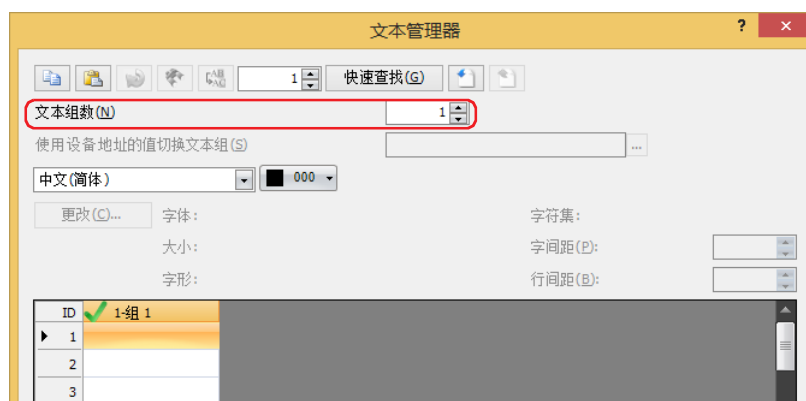 文本管理器
? ×
1 快速查找(G)
文本组数(N) 1
使用设备地址的值切换文本组(S) ...
中文(简体) 000
更改(C)... 字体: 字符集:
大小: 字间距(P):
字形: 行间距(B):
ID 1-组 1
1
2
3